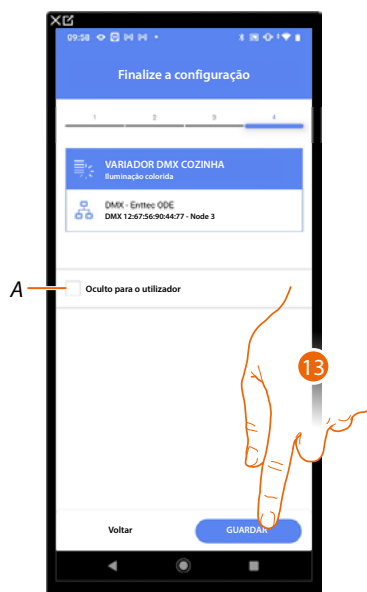 09:58
Finalize a configuração
1 2 3 4
VARIADOR DMX COZINHA
Iluminação colorida
DMX - Enttec ODE
DMX 12:67:56:90:44:77 - Node 3
A
Oculto para o utilizador
13
Voltar
GUARDAR